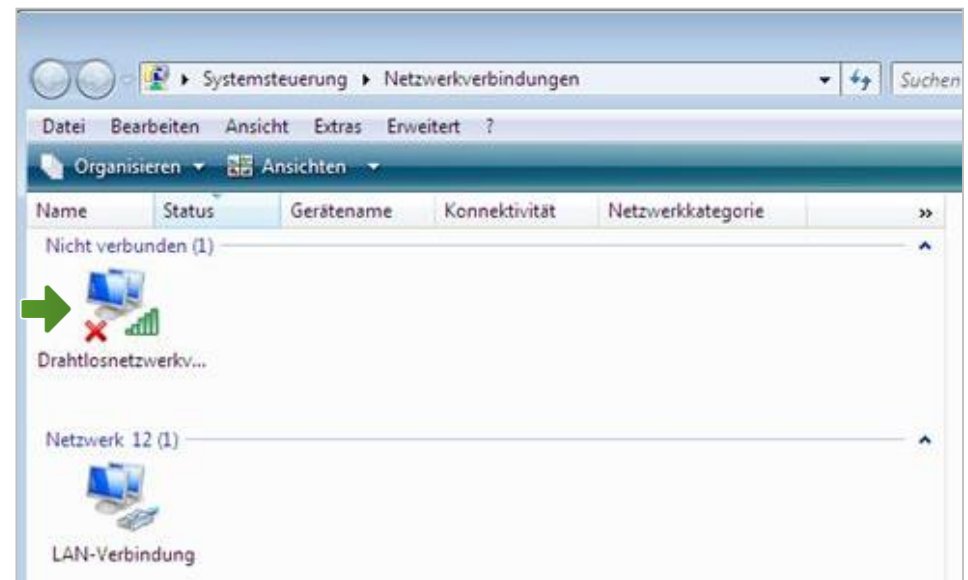 Systemsteuerung Netzwerkverbindungen Suchen
Datei Bearbeiten Ansicht Extras Erweitert ?
Organisieren Ansichten
Name Status Gerätename Konnektivität Netzwerkkategorie »
Nicht verbunden (1)
Drahtlosnetzwerkv...
Netzwerk 12 (1)
LAN-Verbindung